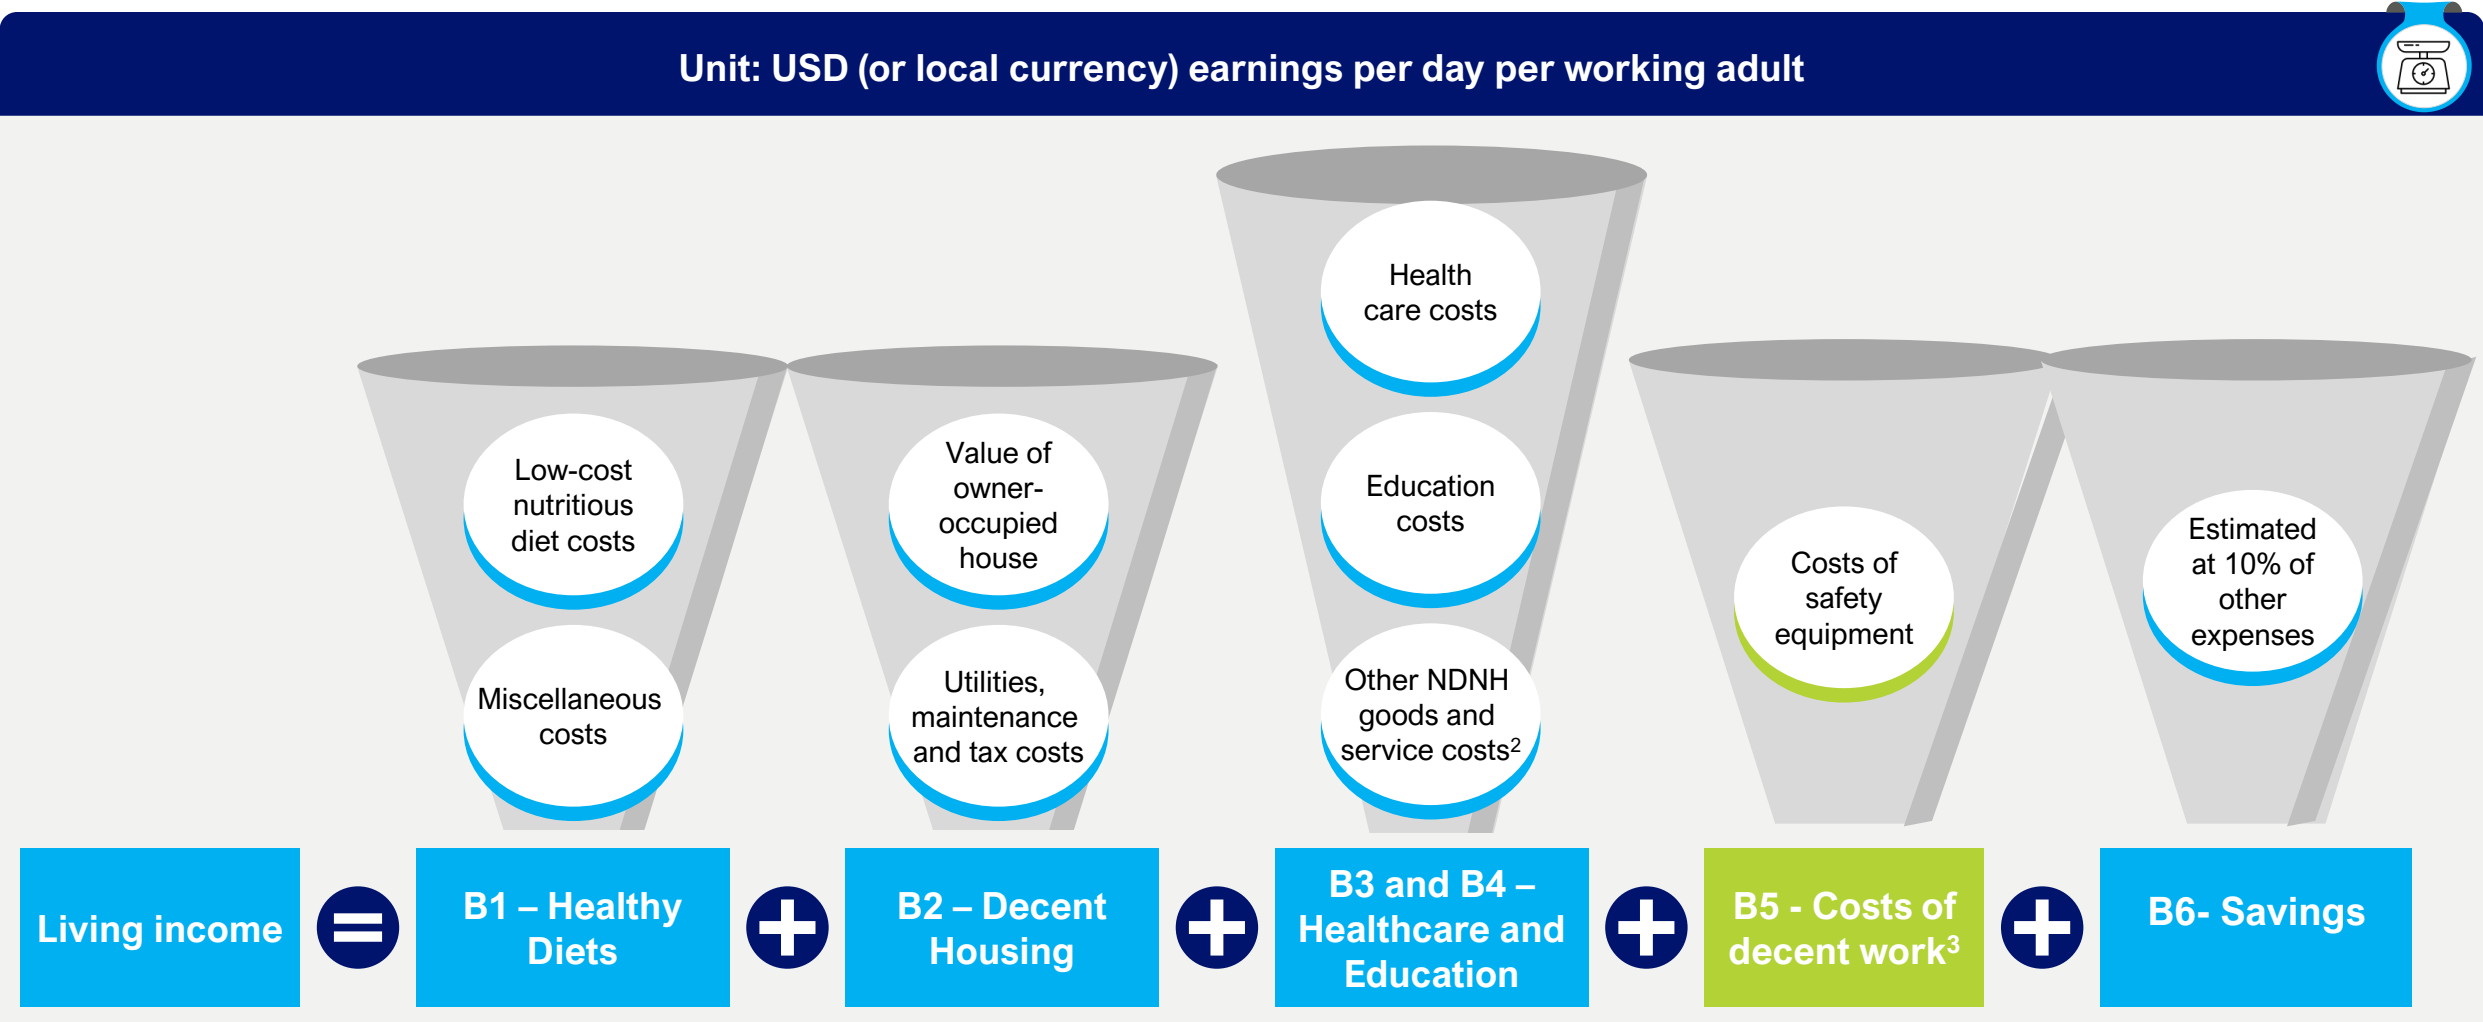 Unit: USD (or local currency) earnings per day per working adult
Low-cost
nutritious
diet costs
Miscellaneous
costs
Value of
owner-
occupied
house
Utilities,
maintenance
and tax costs
Health
care costs
Education
costs
Other NDNH
goods and
service costs²
Costs of
safety
equipment
Estimated
at 10% of
other
expenses
Living income
=
B1 – Healthy
Diets
+
B2 – Decent
Housing
+
B3 and B4 –
Healthcare and
Education
+
B5 - Costs of
decent work³
+
B6- Savings